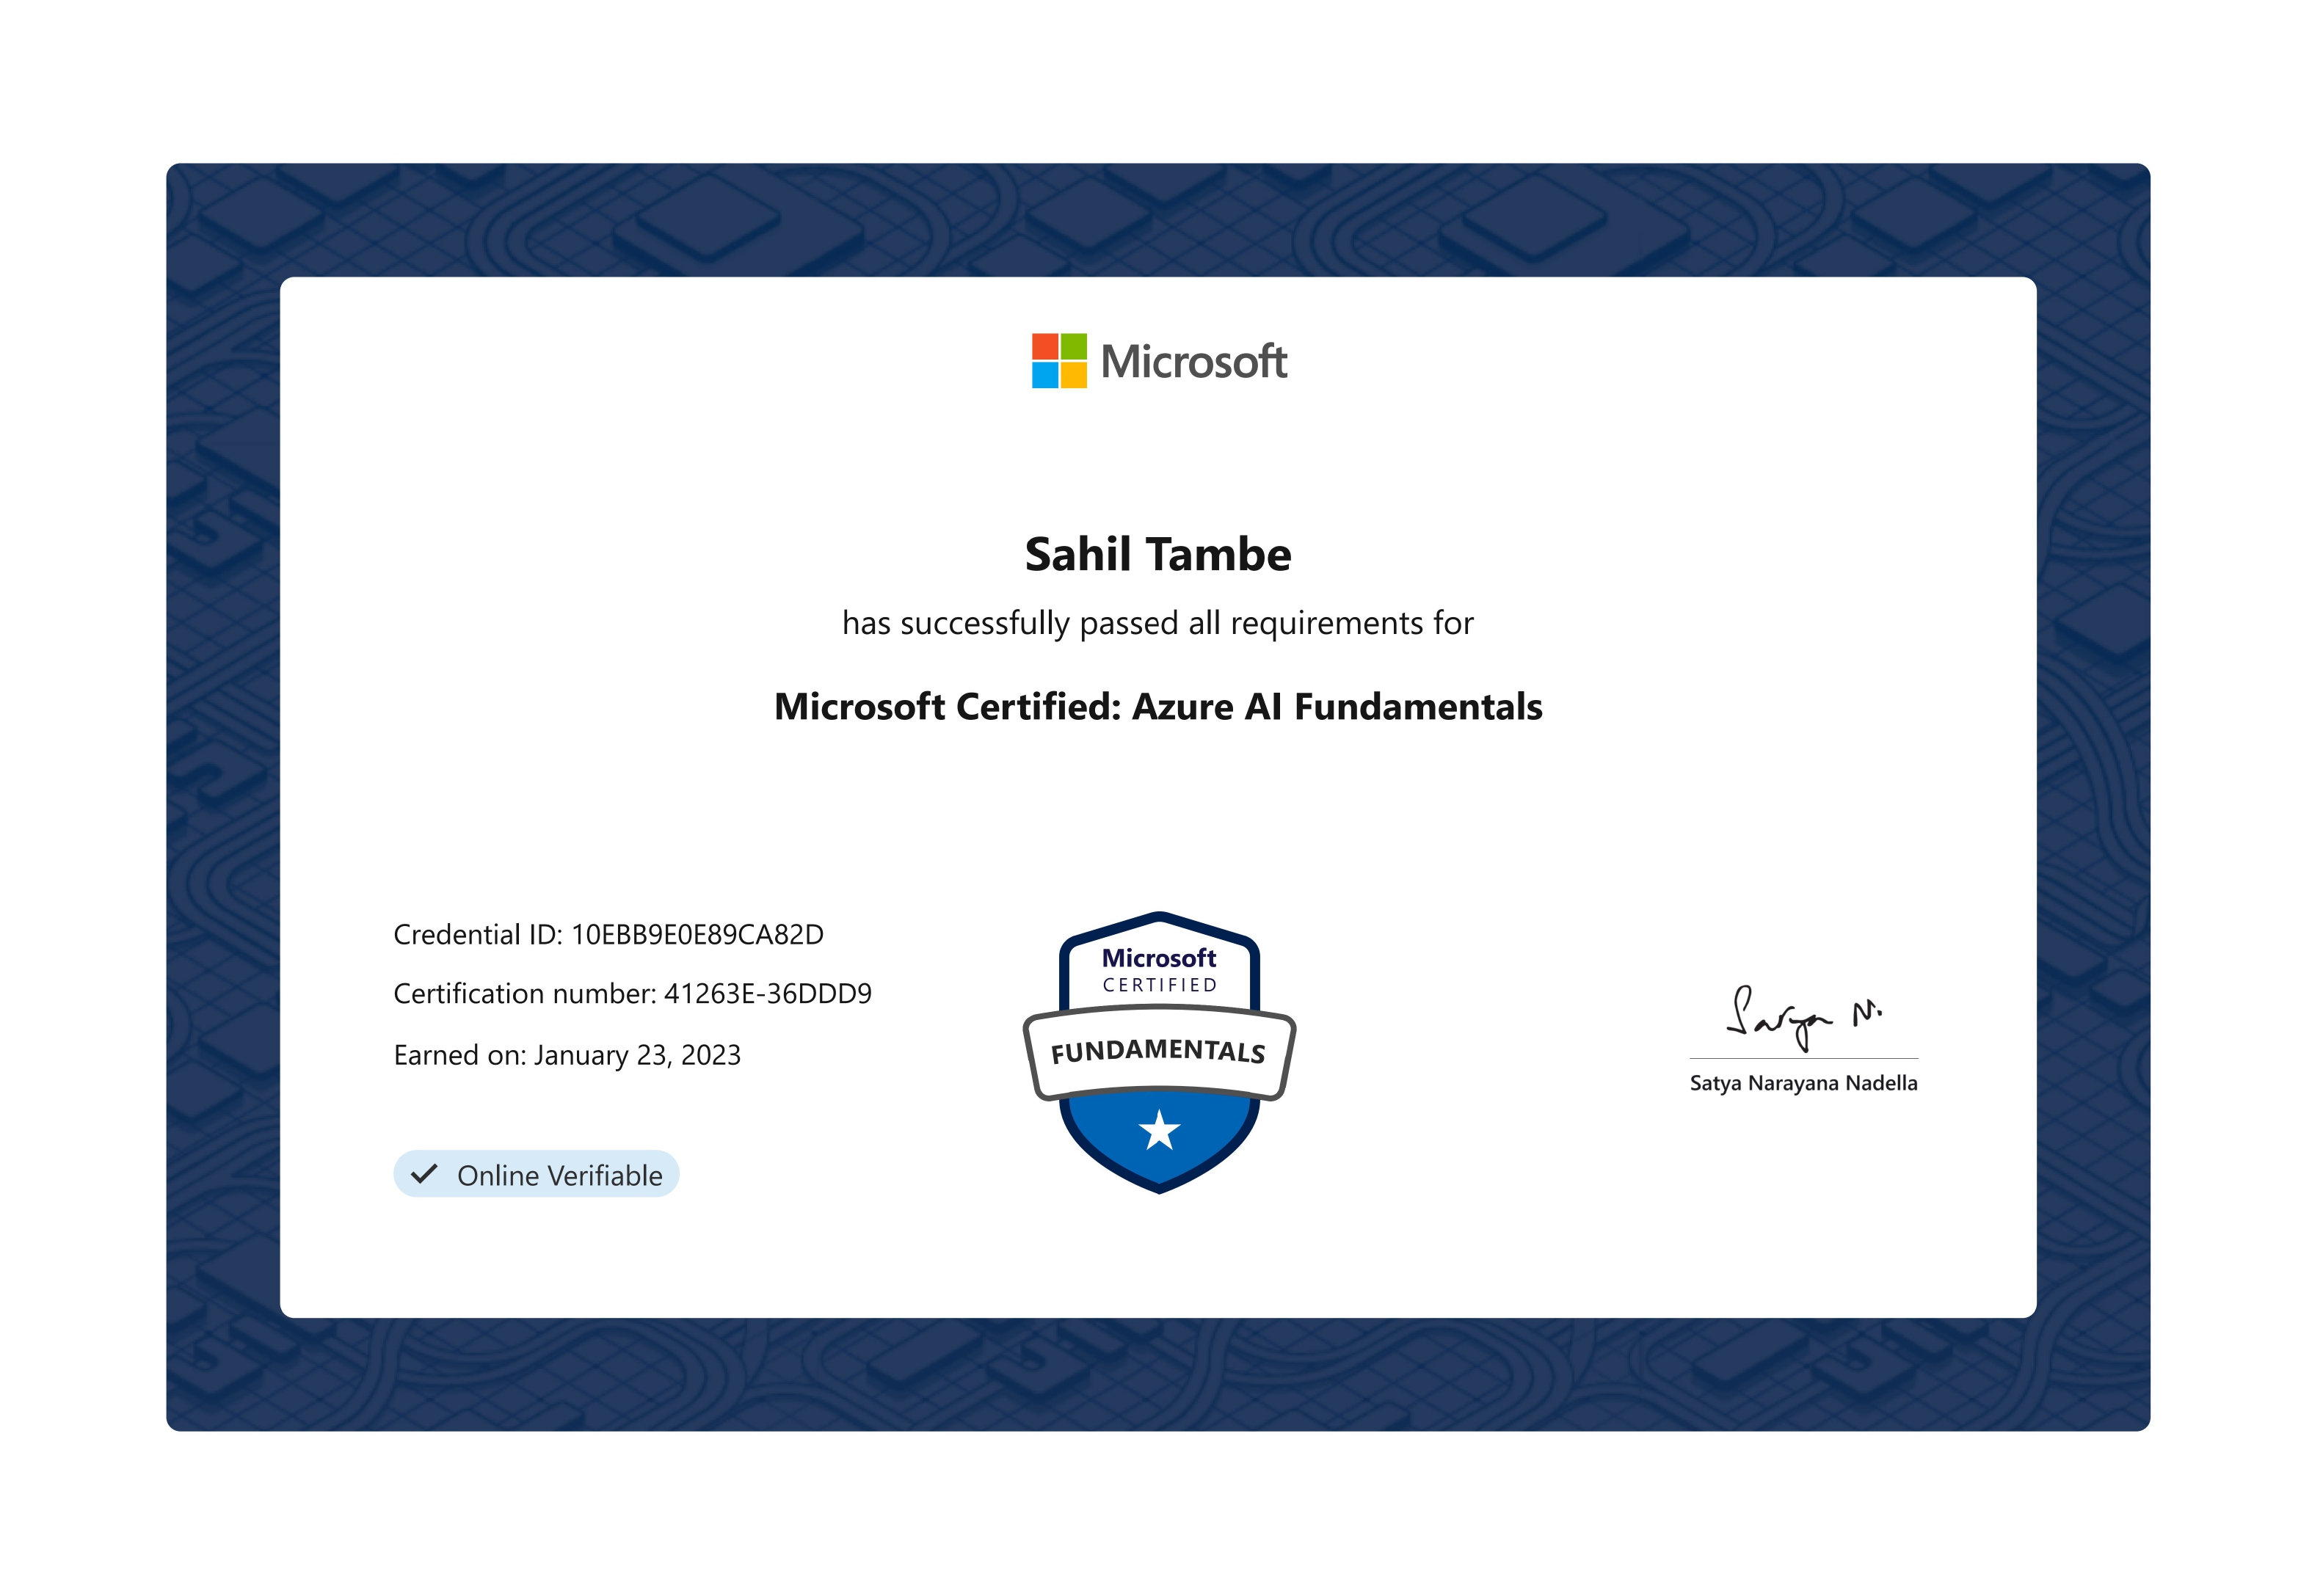 Microsoft
Sahil Tambe
has successfully passed all requirements for
Microsoft Certified: Azure AI Fundamentals
Credential ID: 10EBB9E0E89CA82D
Certification number: 41263E-36DDD9
Earned on: January 23, 2023
Online Verifiable
Microsoft
CERTIFIED
FUNDAMENTALS
Satya N.
Satya Narayana Nadella